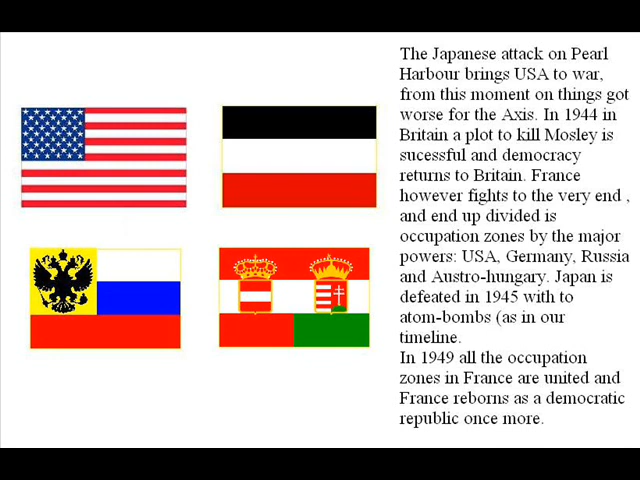 The Japanese attack on Pearl
Harbour brings USA to war,
from this moment on things got
worse for the Axis. In 1944 in
Britain a plot to kill Mosley is
sucessful and democracy
returns to Britain. France
however fights to the very end ,
and end up divided is
occupation zones by the major
powers: USA, Germany, Russia
and Austro-hungary. Japan is
defeated in 1945 with to
atom-bombs (as in our
timeline.
In 1949 all the occupation
zones in France are united and
France reborns as a democratic
republic once more.